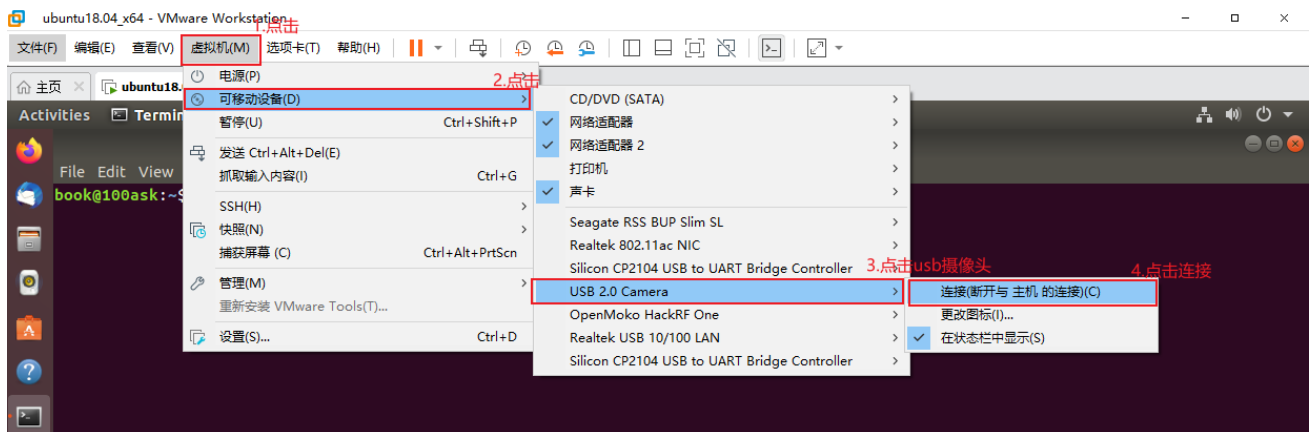 ubuntu18.04_x64 - VMware Workstation
1.点击
文件(F) 编辑(E) 查看(V) 虚拟机(M) 选项卡(T) 帮助(H)
主页 ubuntu18.
电源(P)
2.点击
可移动设备(D)
暂停(U) Ctrl+Shift+P
发送 Ctrl+Alt+Del(E)
抓取输入内容(I) Ctrl+G
SSH(H)
快照(N)
捕获屏幕 (C) Ctrl+Alt+PrtScn
管理(M)
重新安装 VMware Tools(T)...
设置(S)... Ctrl+D
CD/DVD (SATA)
网络适配器
网络适配器 2
打印机
声卡
Seagate RSS BUP Slim SL
Realtek 802.11ac NIC
Silicon CP2104 USB to UART Bridge Controller
3.点击usb摄像头
USB 2.0 Camera
OpenMoko HackRF One
Realtek USB 10/100 LAN
Silicon CP2104 USB to UART Bridge Controller
4.点击连接
连接(断开与 主机 的连接)(C)
更改图标(I)...
在状态栏中显示(S)
Activities Termin
File Edit View
book@100ask:~$